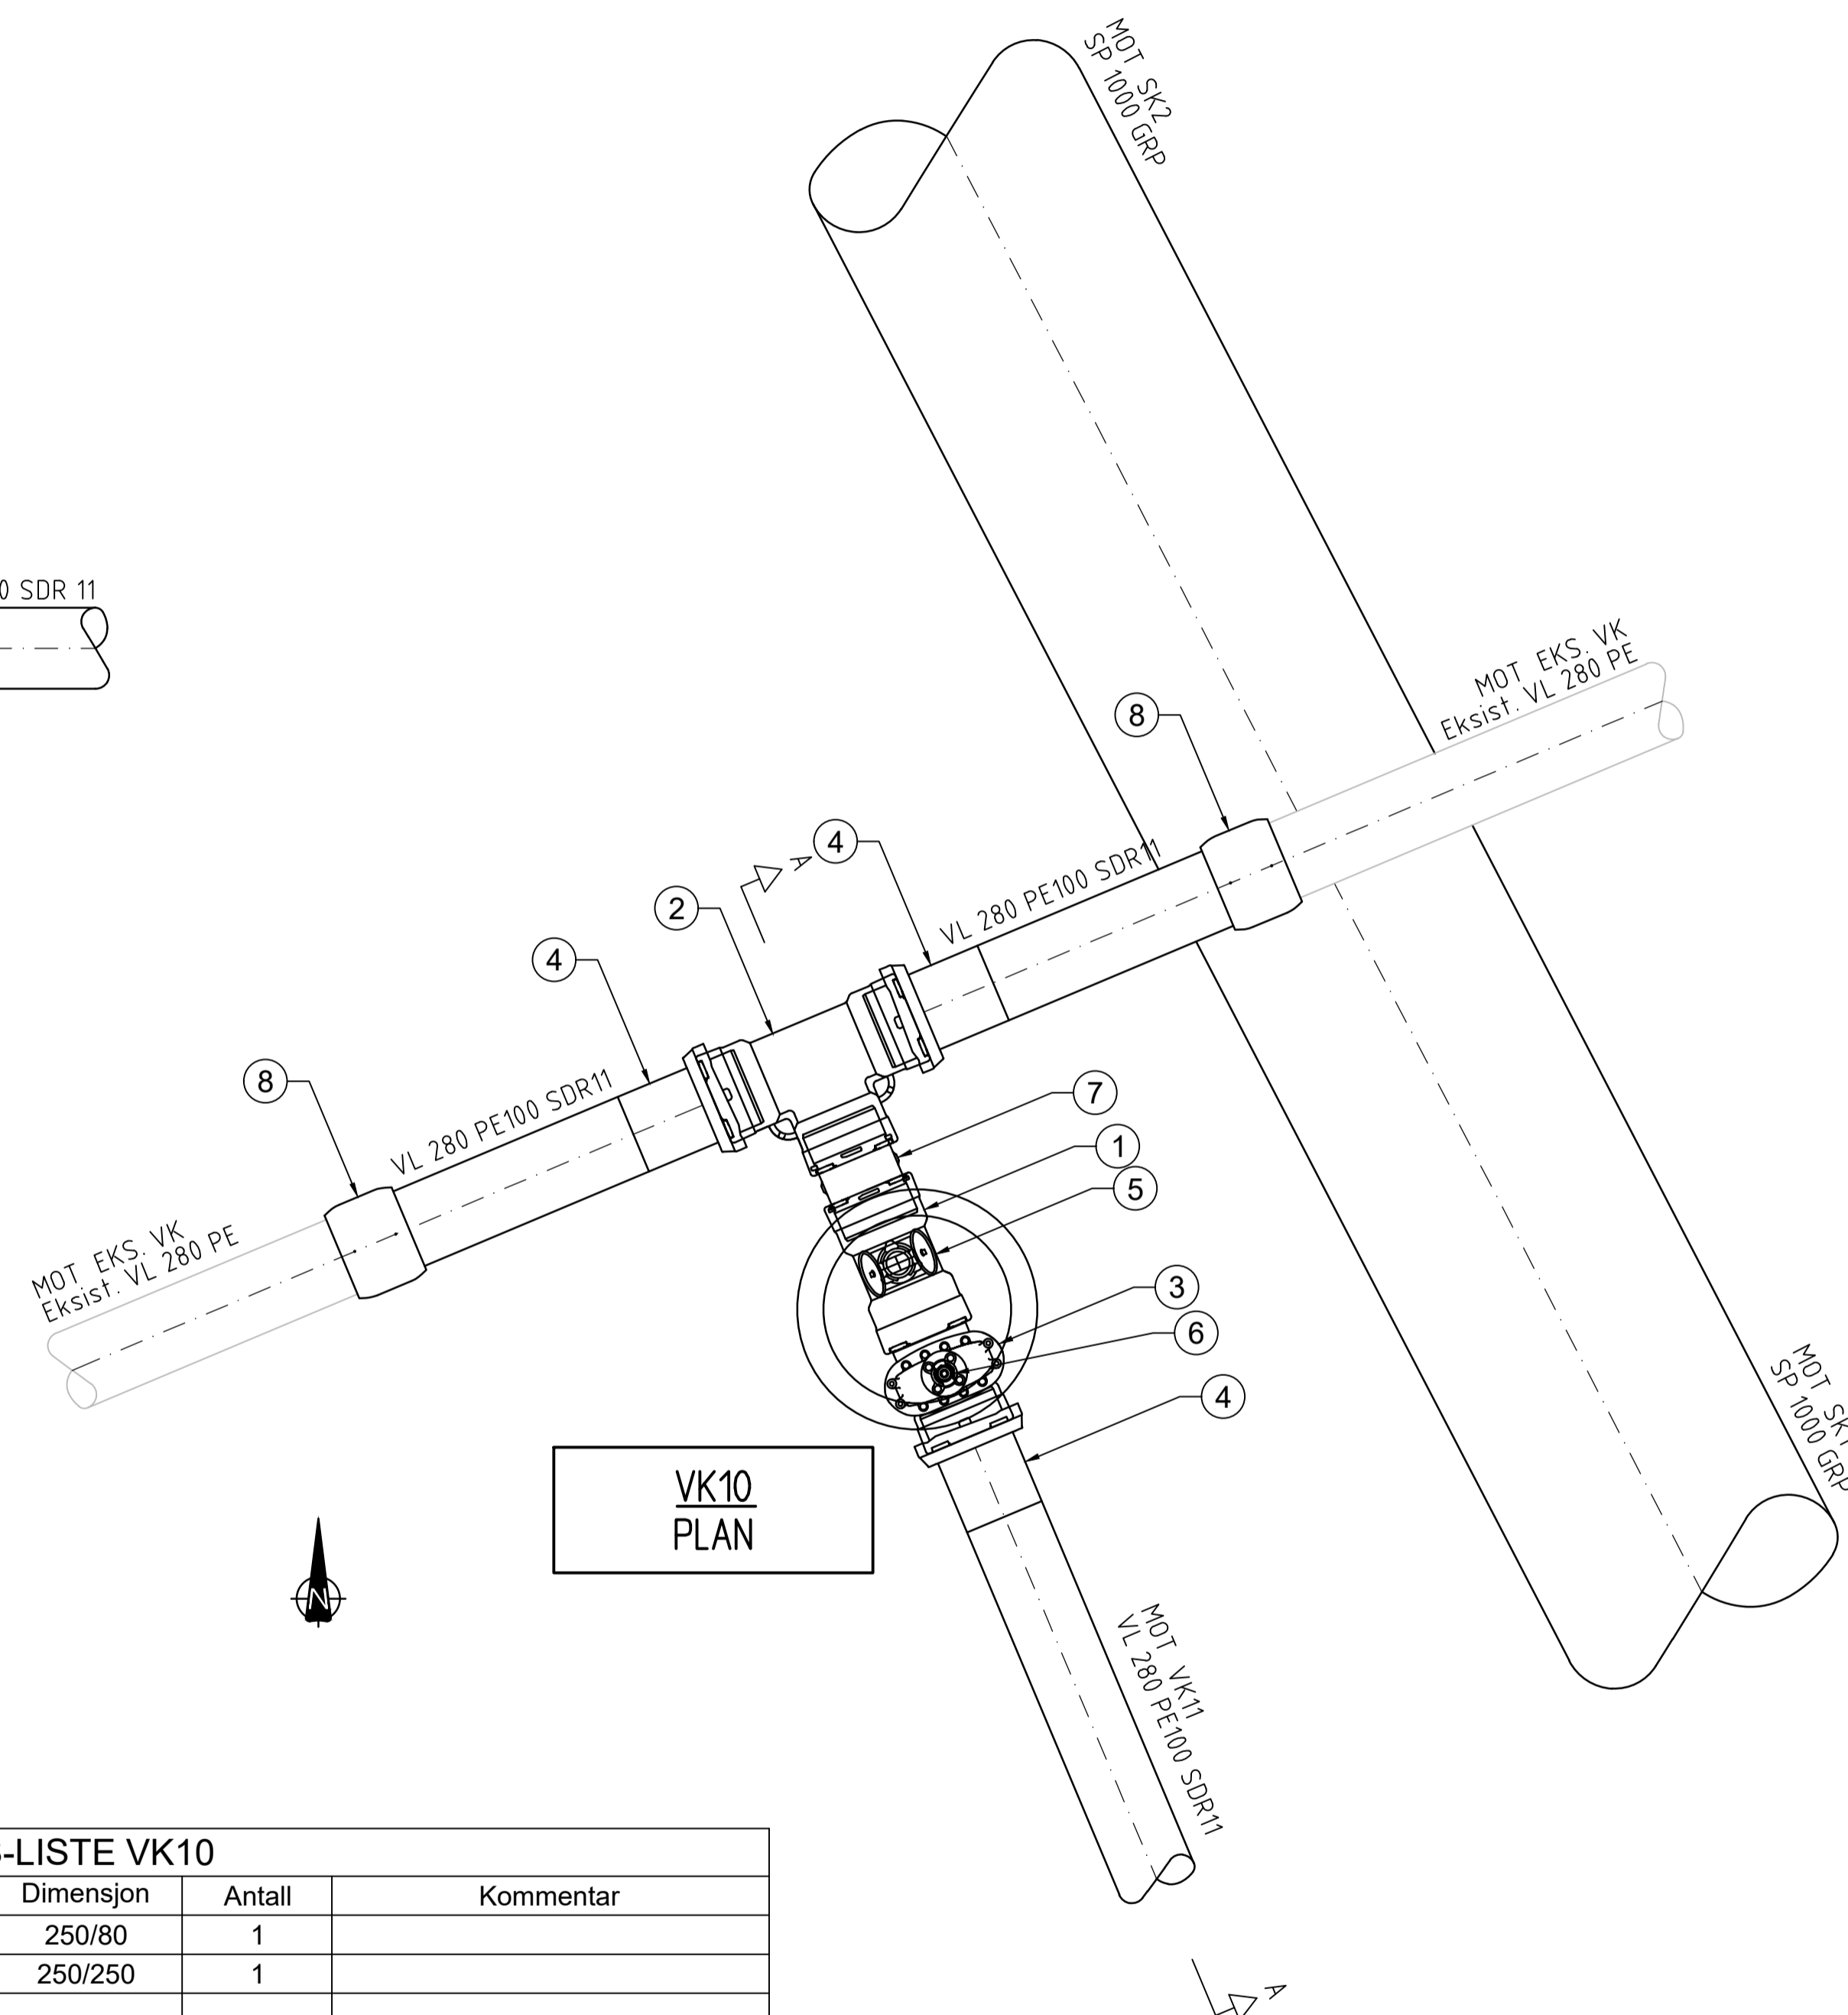 MOT SK2
SP 1000 GRP
SDR 11
MOT EKS. VK
Eksist. VL 280 PE
8
4
VL 280 PE100 SDR11
A
2
4
8
VL 280 PE100 SDR11
7
1
5
MOT EKS. VK
Eksist. VL 280 PE
3
6
4
VK10
PLAN
N
SP 1000 GRP
MOT VK11
VL 280 PE100 SDR11
-LISTE VK10
Dimensjon Antall Kommentar
250/80 1
250/250 1
A